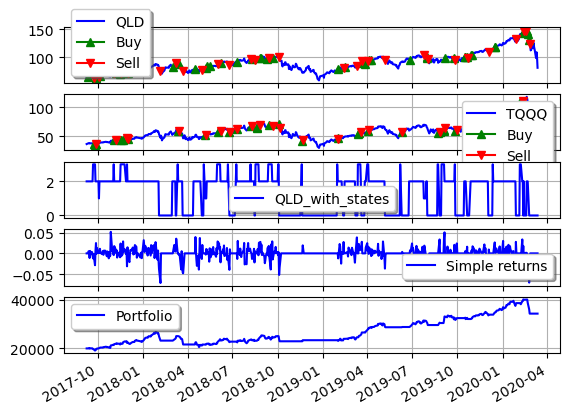 150
100
QLD
Buy
Sell
100
50
TQQQ
Buy
Sell
2
0
QLD_with_states
0.05
0.00
−0.05
Simple returns
40000
20000
Portfolio
2017-10
2018-01
2018-04
2018-07
2018-10
2019-01
2019-04
2019-07
2019-10
2020-01
2020-04